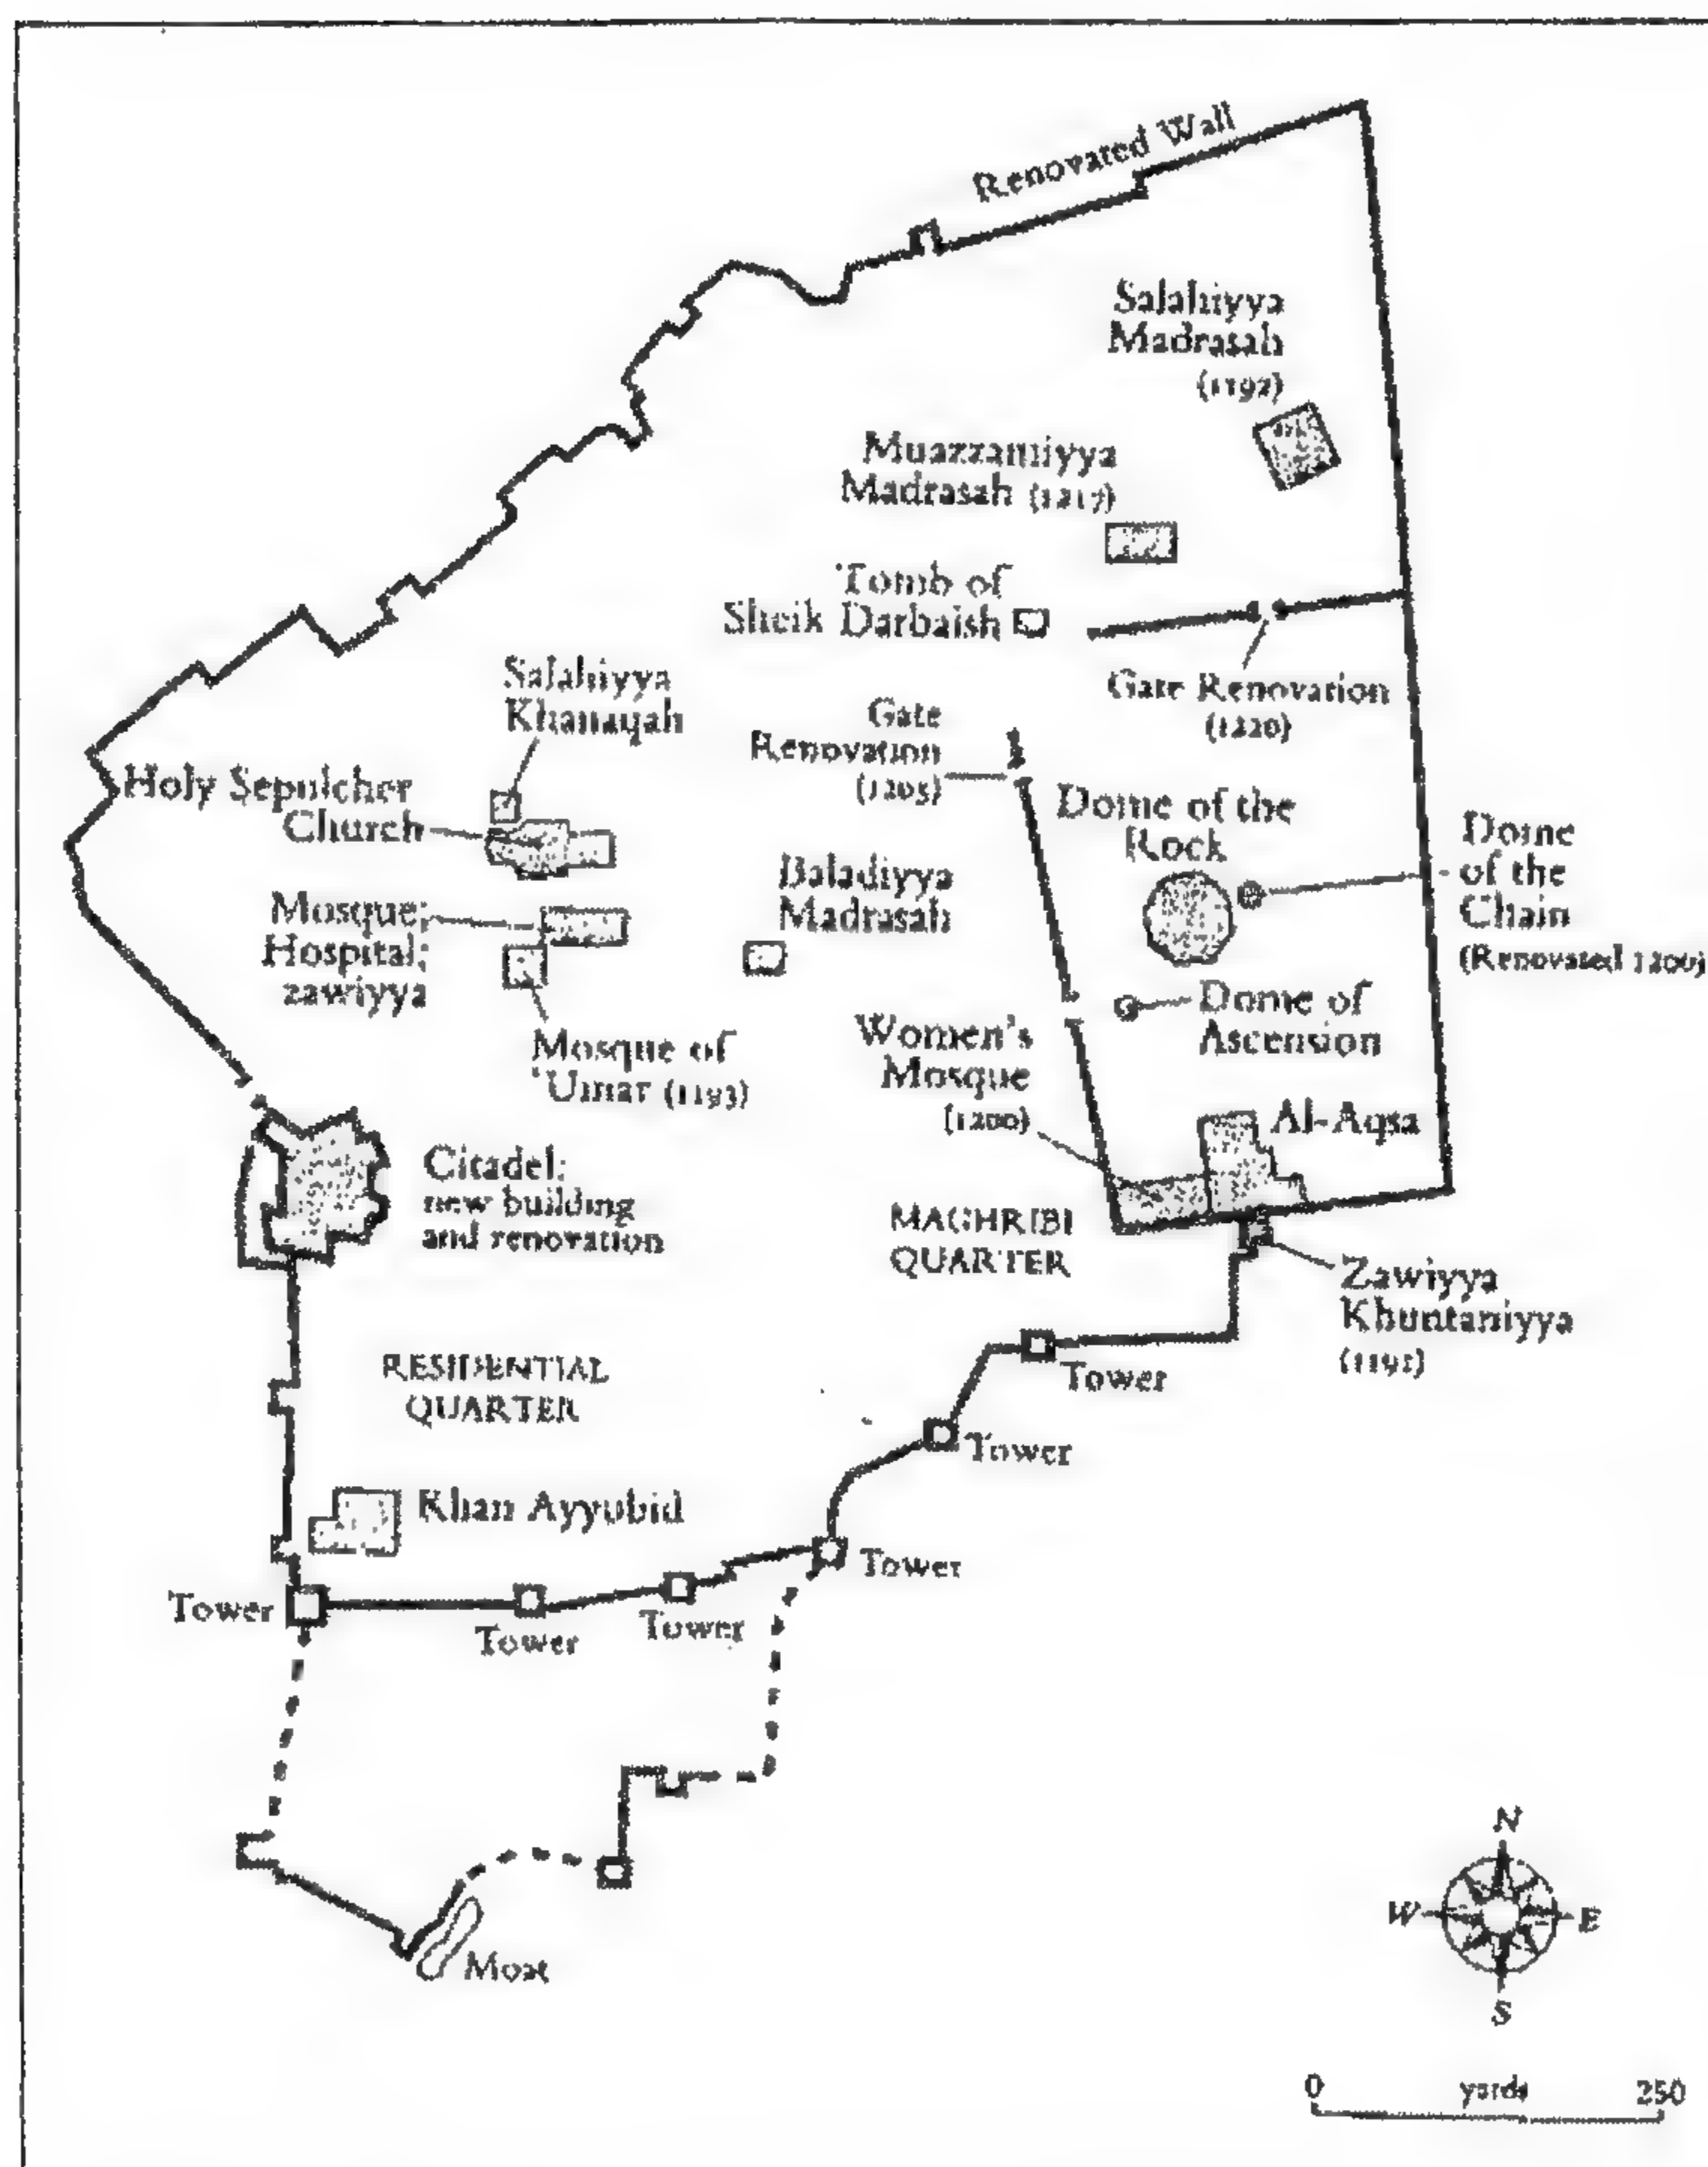 Renovated Wall
Salahiyya
Madrasah
(1192)
Muazzamiyya
Madrasah (1217)
Tomb of
Sheik Darbaish
Gate Renovation
(1220)
Salahiyya
Khanaqah
Gate
Renovation
(1203)
Holy Sepulcher
Church
Dome of the
Rock
Dome
of the
Chain
(Renovated 1200)
Baladiyya
Madrasah
Mosque;
Hospital;
zawiyya
Dome of
Ascension
Mosque of
'Umar (1193)
Women's
Mosque
(1200)
Al-Aqsa
Citadel:
new building
and renovation
MAGHRIBI
QUARTER
Zawiyya
Khuntaniyya
RESIDENTIAL
QUARTER
Tower
Tower
Khan Ayyubid
Tower
Tower
Tower
Tower
Moat
N
W
E
S
0 yards 250